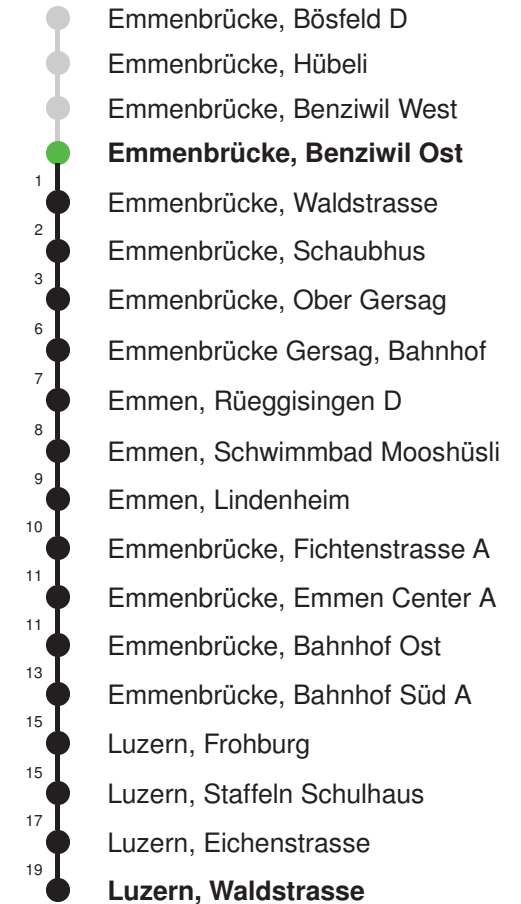 Emmenbrücke, Bösfeld D
Emmenbrücke, Hübeli
Emmenbrücke, Benziwil West
Emmenbrücke, Benziwil Ost
1 Emmenbrücke, Waldstrasse
2 Emmenbrücke, Schaubhus
3 Emmenbrücke, Ober Gersag
6 Emmenbrücke Gersag, Bahnhof
7 Emmen, Rüeggisingen D
8 Emmen, Schwimmbad Mooshüsli
9 Emmen, Lindenheim
10 Emmenbrücke, Fichtenstrasse A
11 Emmenbrücke, Emmen Center A
11 Emmenbrücke, Bahnhof Ost
13 Emmenbrücke, Bahnhof Süd A
15 Luzern, Frohburg
15 Luzern, Staffeln Schulhaus
17 Luzern, Eichenstrasse
19 Luzern, Waldstrasse